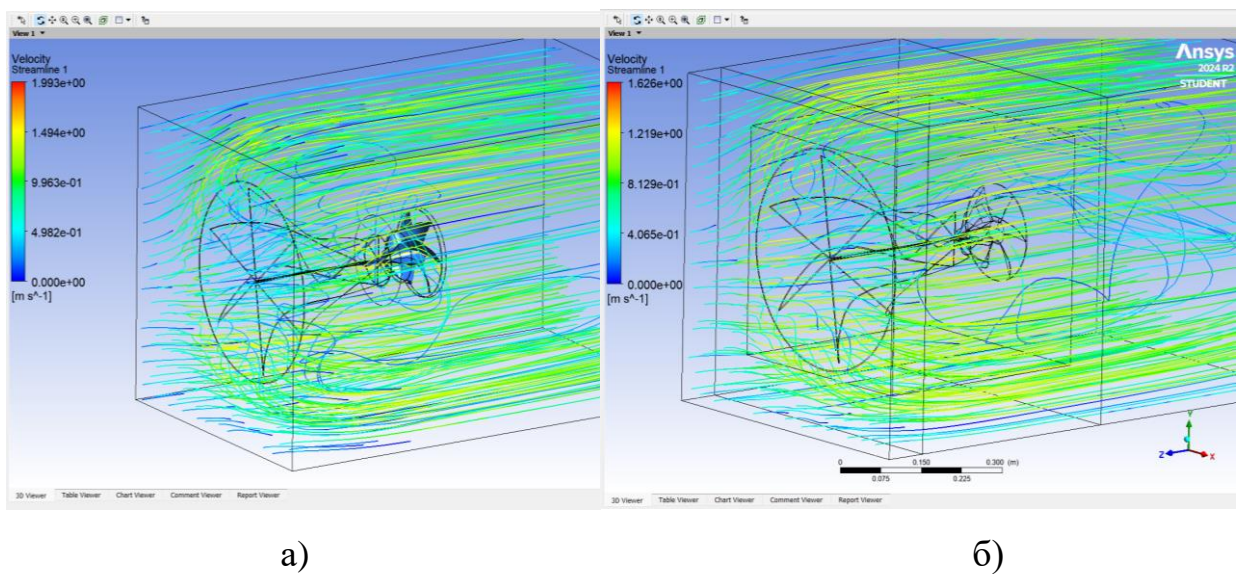 View 1
Velocity
Streamline 1
1.993e+00
1.494e+00
9.963e-01
4.982e-01
0.000e+00
[m s^-1]
3D Viewer Table Viewer Chart Viewer Comment Viewer Report Viewer
а)
View 1
Velocity
Streamline 1
1.626e+00
1.219e+00
8.129e-01
4.065e-01
0.000e+00
[m s^-1]
Ansys
2024 R2
STUDENT
Y
Z X
0 0.150 0.300 (m)
0.075 0.225
3D Viewer Table Viewer Chart Viewer Comment Viewer Report Viewer
б)